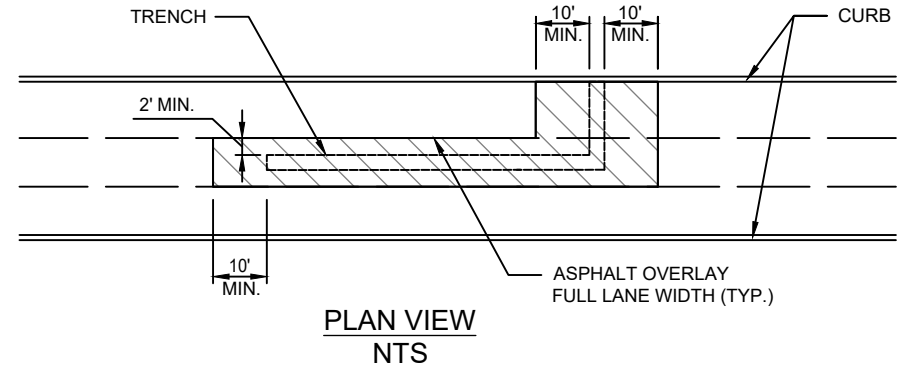 TRENCH
10'
MIN.
10'
MIN.
CURB
2' MIN.
10'
MIN.
ASPHALT OVERLAY
FULL LANE WIDTH (TYP.)
PLAN VIEW
NTS